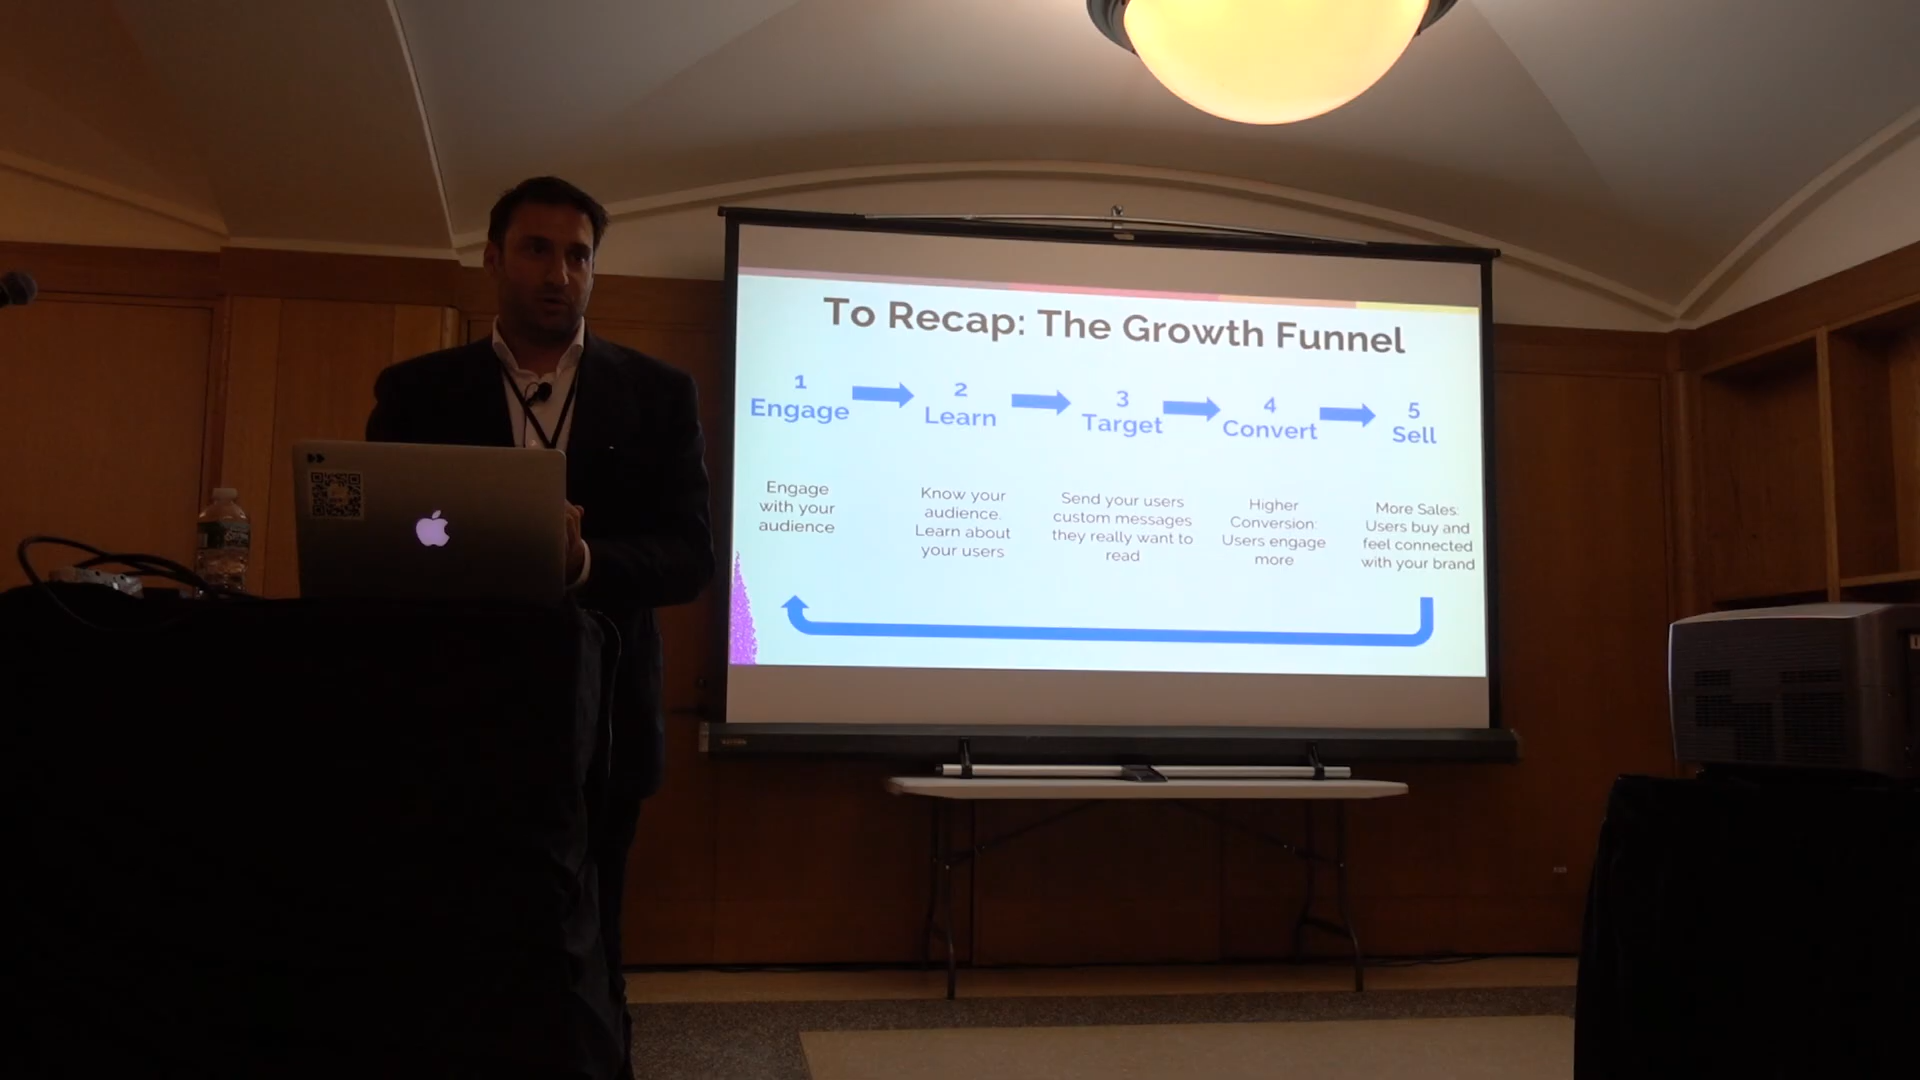 To Recap: The Growth Funnel
1
Engage
2
Learn
3
Target
4
Convert
5
Sell
Engage
with your
audience
Know your
audience.
Learn about
your users
Send your users
custom messages
they really want to
read
Higher
Conversion:
Users engage
more
More Sales:
Users buy and
feel connected
with your brand